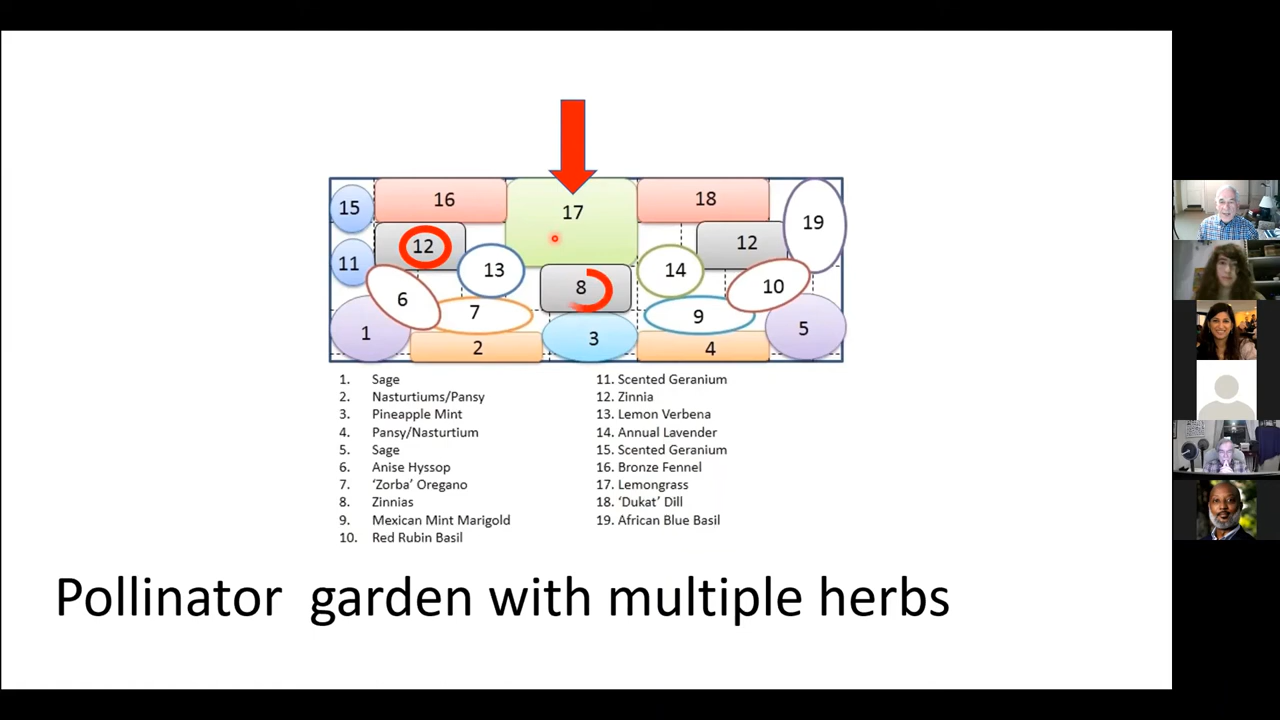 15
16
17
18
19
12
12
11
13
14
6
8
10
7
9
1
2
3
4
5
1. Sage
2. Nasturtiums/Pansy
3. Pineapple Mint
4. Pansy/Nasturtium
5. Sage
6. Anise Hyssop
7. ‘Zorba’ Oregano
8. Zinnias
9. Mexican Mint Marigold
10. Red Rubin Basil
11. Scented Geranium
12. Zinnia
13. Lemon Verbena
14. Annual Lavender
15. Scented Geranium
16. Bronze Fennel
17. Lemongrass
18. ‘Dukat’ Dill
19. African Blue Basil
Pollinator garden with multiple herbs